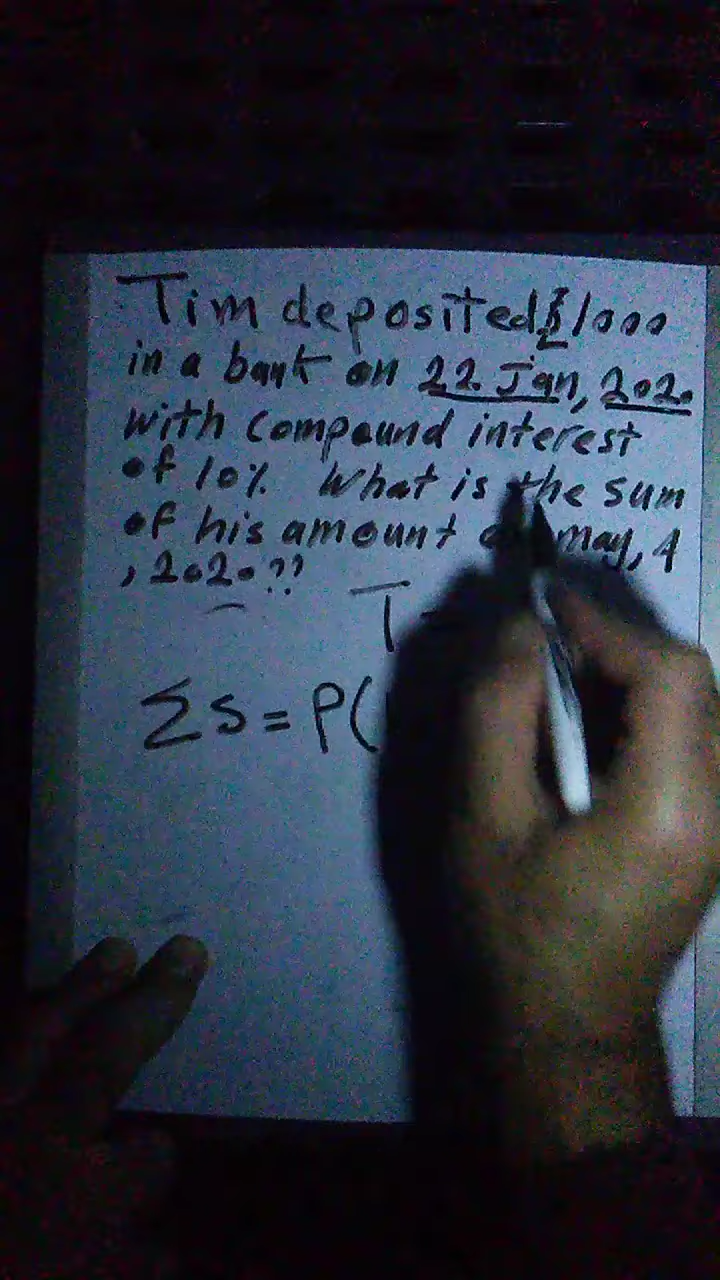 Tim deposited 1000
in a bank on 22 Jan, 2020
with compound interest
of 10% What is the sum
of his amount may, 4
, 2020??
T
ΣS = P(